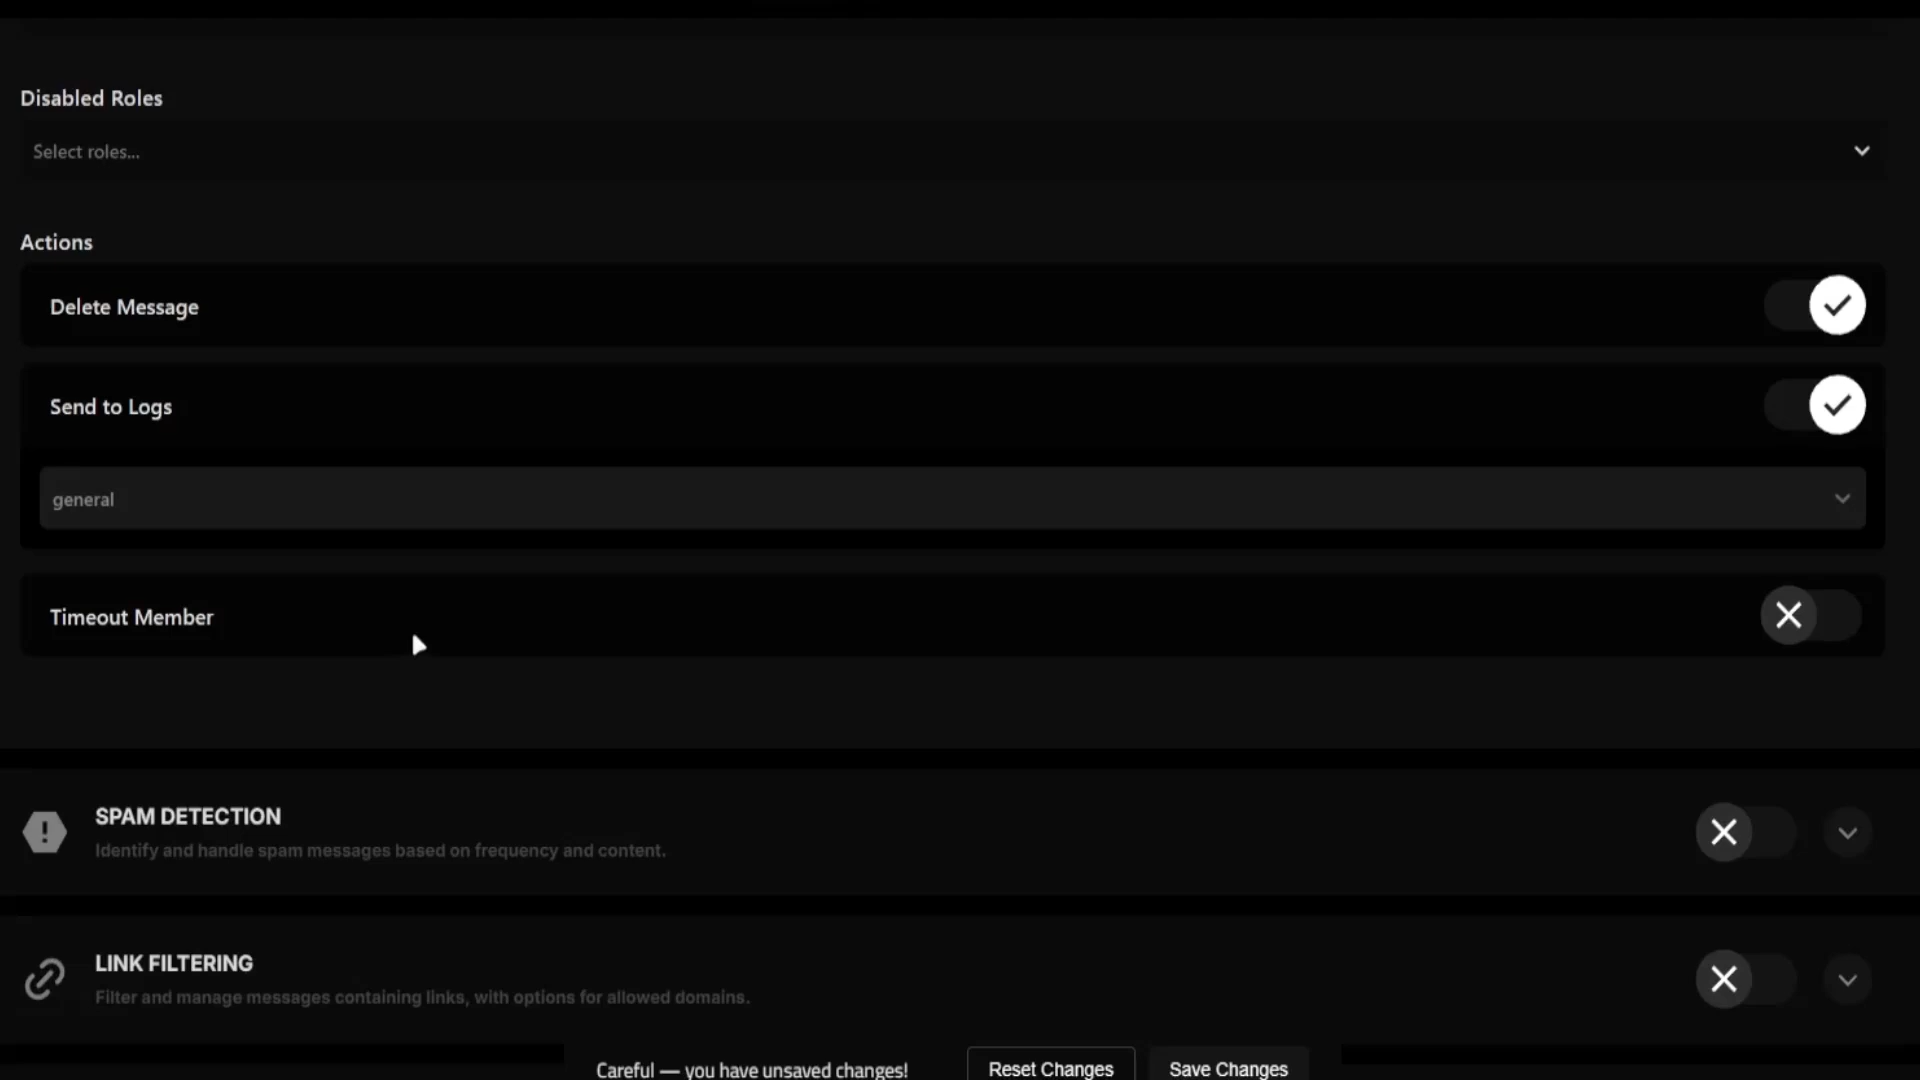 Disabled Roles
Select roles...
Actions
Delete Message
Send to Logs
general
Timeout Member
SPAM DETECTION
Identify and handle spam messages based on frequency and content.
LINK FILTERING
Filter and manage messages containing links, with options for allowed domains.
Careful — you have unsaved changes! Reset Changes Save Changes